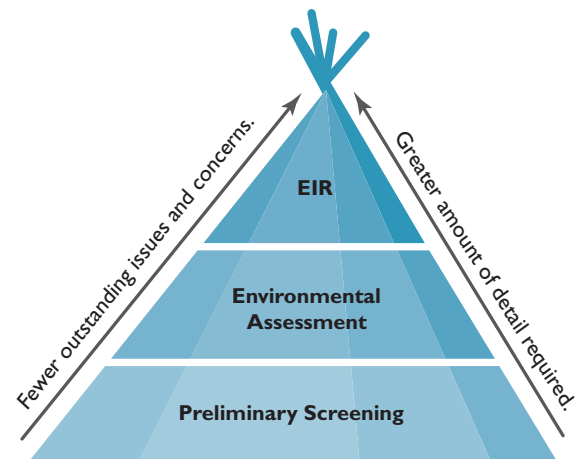 Fewer outstanding issues and concerns.
Greater amount of detail required.
EIR
Environmental
Assessment
Preliminary Screening